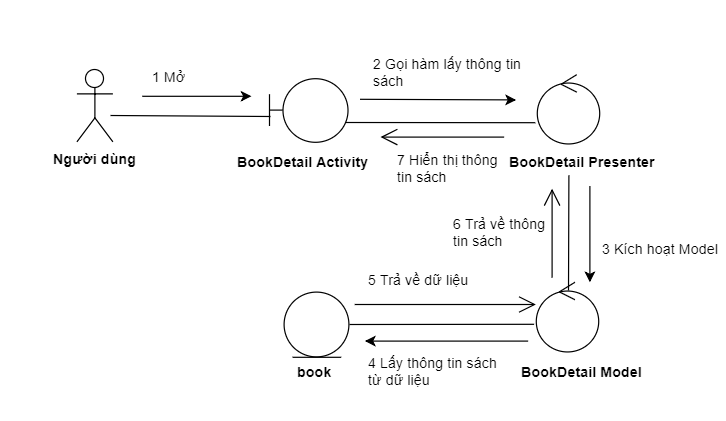 1 Mở
2 Gọi hàm lấy thông tin
sách
Người dùng
BookDetail Activity
7 Hiển thị thông
tin sách
BookDetail Presenter
6 Trả về thông
tin sách
3 Kích hoạt Model
5 Trả về dữ liệu
book
4 Lấy thông tin sách
từ dữ liệu
BookDetail Model